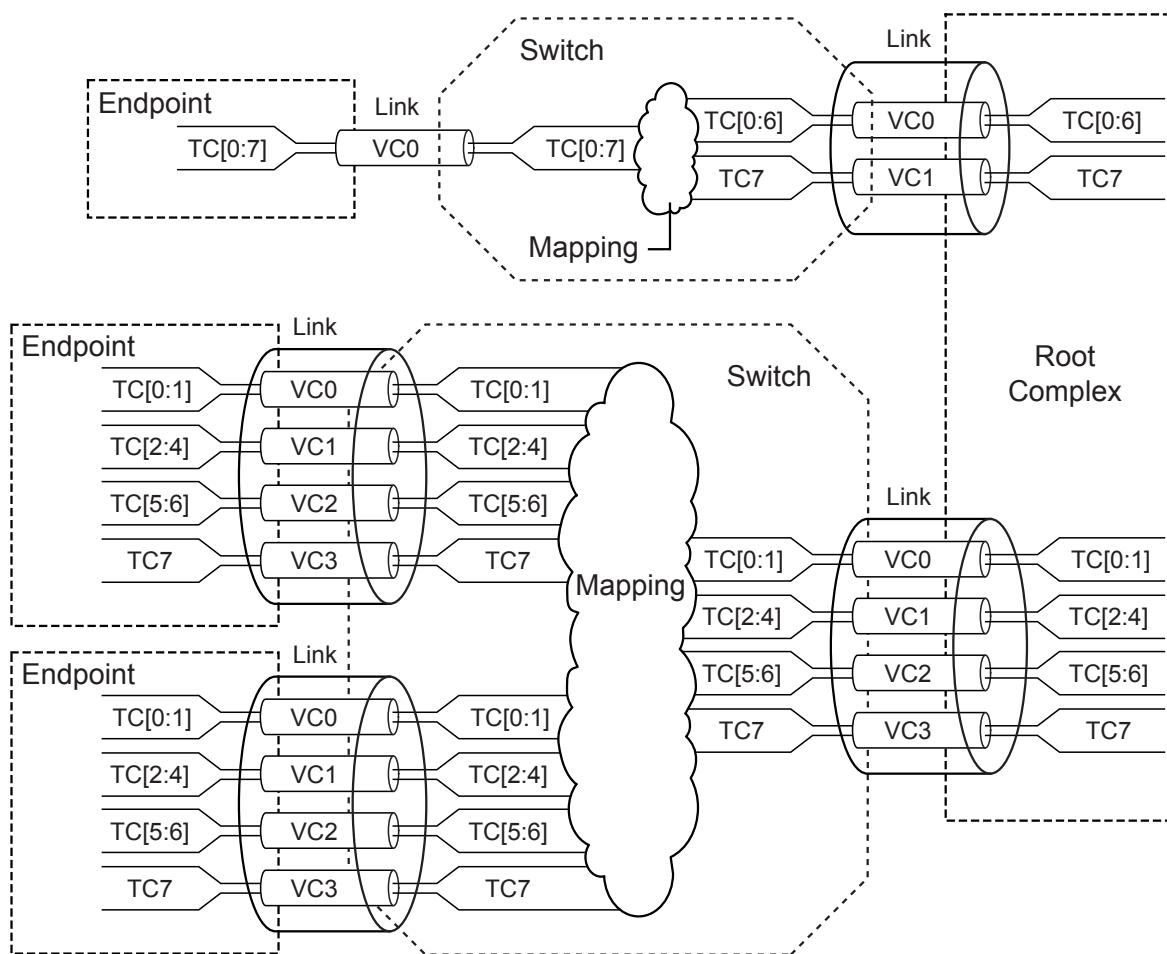 Switch
Link
Endpoint
Link
TC[0:7]
VC0
TC[0:7]
TC[0:6]
VC0
TC[0:6]
TC7
VC1
TC7
Mapping
Link
Endpoint
Switch
Root
Complex
TC[0:1]
VC0
TC[0:1]
TC[2:4]
VC1
TC[2:4]
TC[5:6]
VC2
TC[5:6]
TC7
VC3
TC7
Mapping
Link
TC[0:1]
VC0
TC[0:1]
TC[2:4]
VC1
TC[2:4]
TC[5:6]
VC2
TC[5:6]
TC7
VC3
TC7
Link
Endpoint
TC[0:1]
VC0
TC[0:1]
TC[2:4]
VC1
TC[2:4]
TC[5:6]
VC2
TC[5:6]
TC7
VC3
TC7